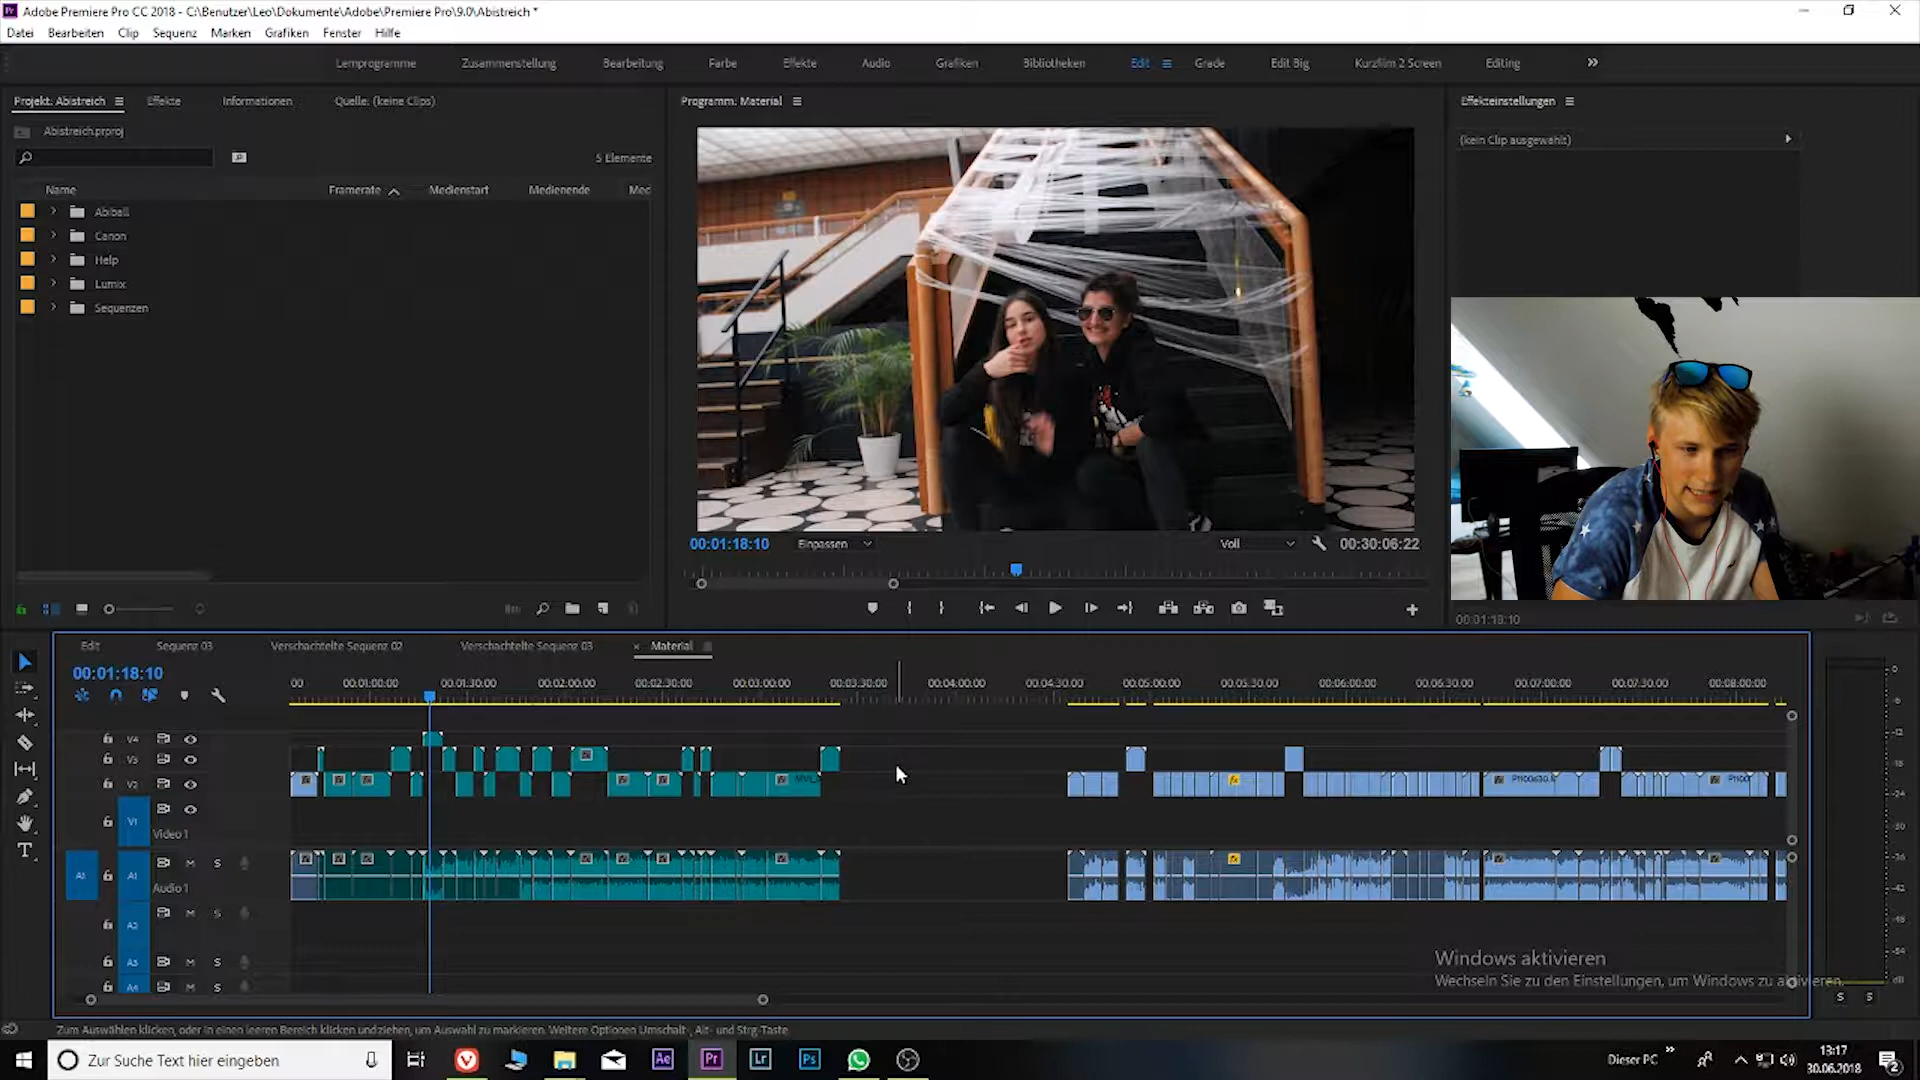 Adobe Premiere Pro CC 2018 - C:\Benutzer\Leo\Dokumente\Adobe\Premiere Pro\9.0\Abistreich *
Datei Bearbeiten Clip Sequenz Marken Grafiken Fenster Hilfe
Lernprogramme Zusammenstellung Bearbeitung Farbe Effekte Audio Grafiken Bibliotheken Edit Grade Edit Big Kurzfilm 2 Screen Editing
Projekt: Abistreich Effekte Informationen Quelle: (keine Clips) Programm: Material Effekteinstellungen
Abistreich.prproj
(kein Clip ausgewählt)
5 Elemente
Name Framerate Medienstart Medienende Med
Abiball
Canon
Help
Lumix
Sequenzen
00:01:18:10 Einpassen Voll 00:30:06:22
00:01:18:10
Edit Sequenz 03 Verschachtelte Sequenz 02 Verschachtelte Sequenz 03 × Material
00:01:18:10
00 00:01:00:00 00:01:30:00 00:02:00:00 00:02:30:00 00:03:00:00 00:03:30:00 00:04:00:00 00:04:30:00 00:05:00:00 00:05:30:00 00:06:00:00 00:06:30:00 00:07:00:00 00:07:30:00 00:08:00:00
V4
V3
V2
V1
Video 1
A1 A1 M S
Audio 1
A2 M S
A3 M S
A4 M S
Windows aktivieren
Wechseln Sie zu den Einstellungen, um Windows zu aktivieren.
S S
Zum Auswählen klicken, oder in einen leeren Bereich klicken und ziehen, um Auswahl zu markieren. Weitere Optionen Umschalt-, Alt- und Strg-Taste
Zur Suche Text hier eingeben Ae Pr Lr Ps Dieser PC 13:17
30.06.2018 2